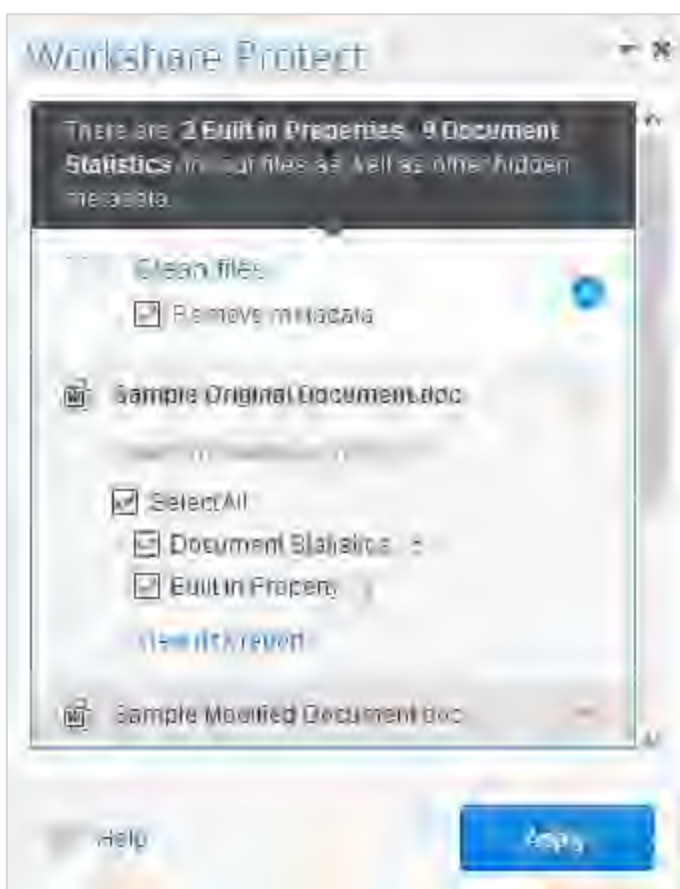 Workshare Protect
There are 2 Built in Properties, 9 Document
Statistics in your files as well as other hidden
metadata.
Clean files
Remove metadata
Sample Original Document.doc
Select All
Document Statistics
Built in Property
View risk report
Sample Modified Document.doc
Help
Apply